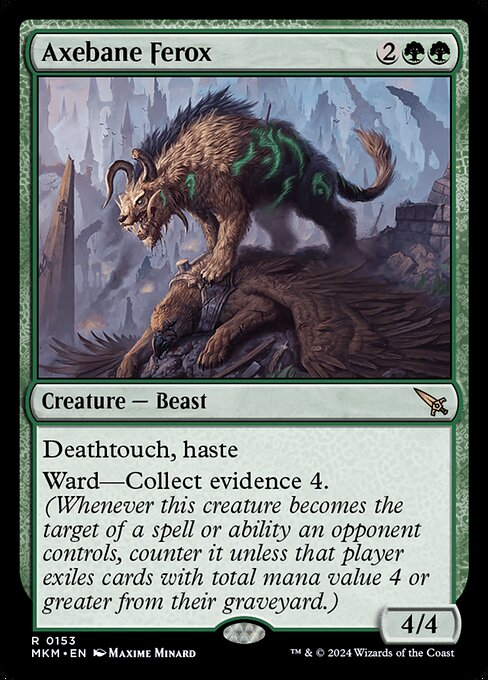 Axebane Ferox 2
Creature — Beast
Deathtouch, haste
Ward—Collect evidence 4.
(Whenever this creature becomes the
target of a spell or ability an opponent
controls, counter it unless that player
exiles cards with total mana value 4 or
greater from their graveyard.)
4/4
R 0153
MKM • EN Maxime Minard
™ & © 2024 Wizards of the Coast